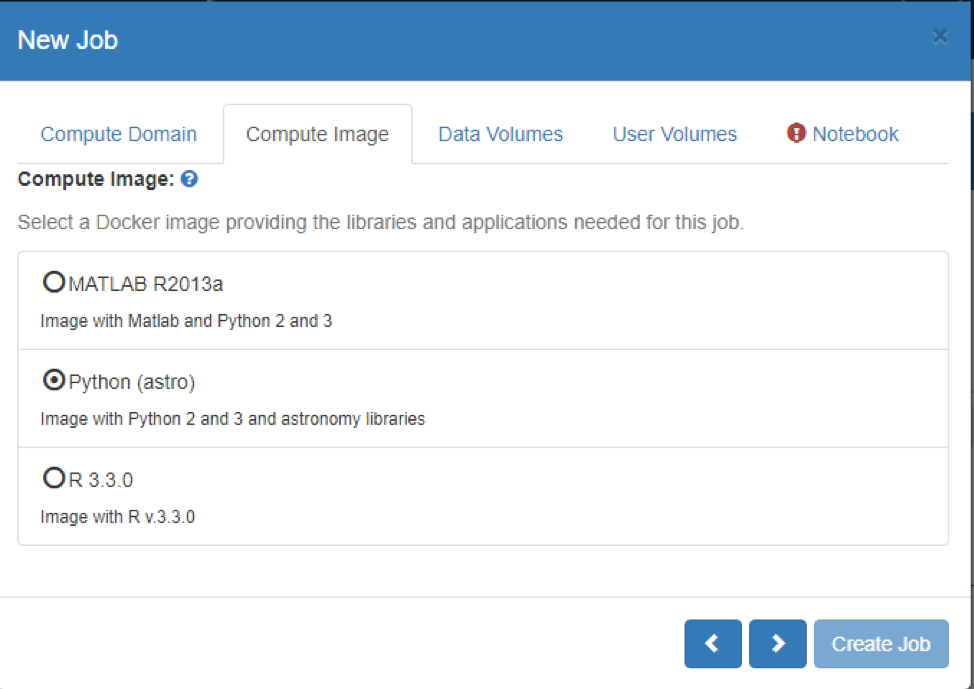 New Job
×
Compute Domain Compute Image Data Volumes User Volumes ! Notebook
Compute Image: ?
Select a Docker image providing the libraries and applications needed for this job.
MATLAB R2013a
Image with Matlab and Python 2 and 3
Python (astro)
Image with Python 2 and 3 and astronomy libraries
R 3.3.0
Image with R v.3.3.0
Create Job